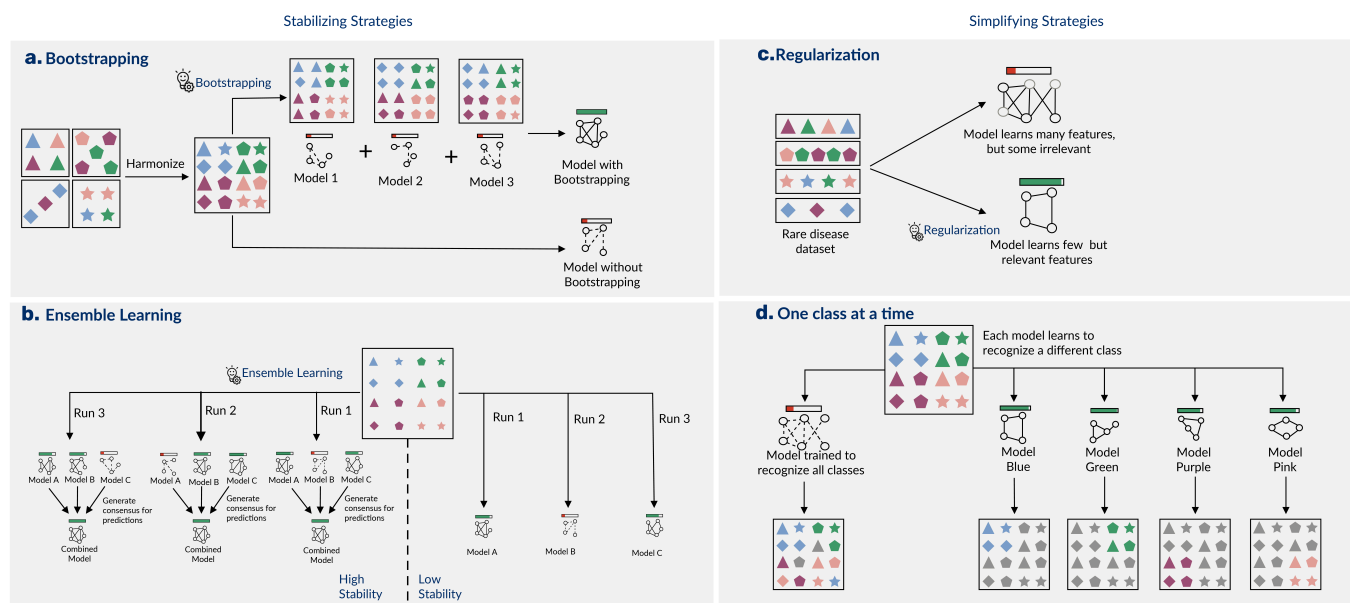 Stabilizing Strategies
Simplifying Strategies
a. Bootstrapping
Bootstrapping
Harmonize
Model 1
+
Model 2
+
Model 3
Model with
Bootstrapping
Model without
Bootstrapping
b. Ensemble Learning
Ensemble Learning
Run 3
Run 2
Run 1
Run 1
Run 2
Run 3
Model A
Model B
Model C
Model A
Model B
Model C
Model A
Model B
Model C
Generate
consensus for
predictions
Generate
consensus for
predictions
Generate
consensus for
predictions
Combined
Model
Combined
Model
Combined
Model
Model A
Model B
Model C
High
Stability
Low
Stability
c. Regularization
Rare disease
dataset
Model learns many features,
but some irrelevant
Regularization
Model learns few but
relevant features
d. One class at a time
Each model learns to
recognize a different class
Model trained to
recognize all classes
Model
Blue
Model
Green
Model
Purple
Model
Pink